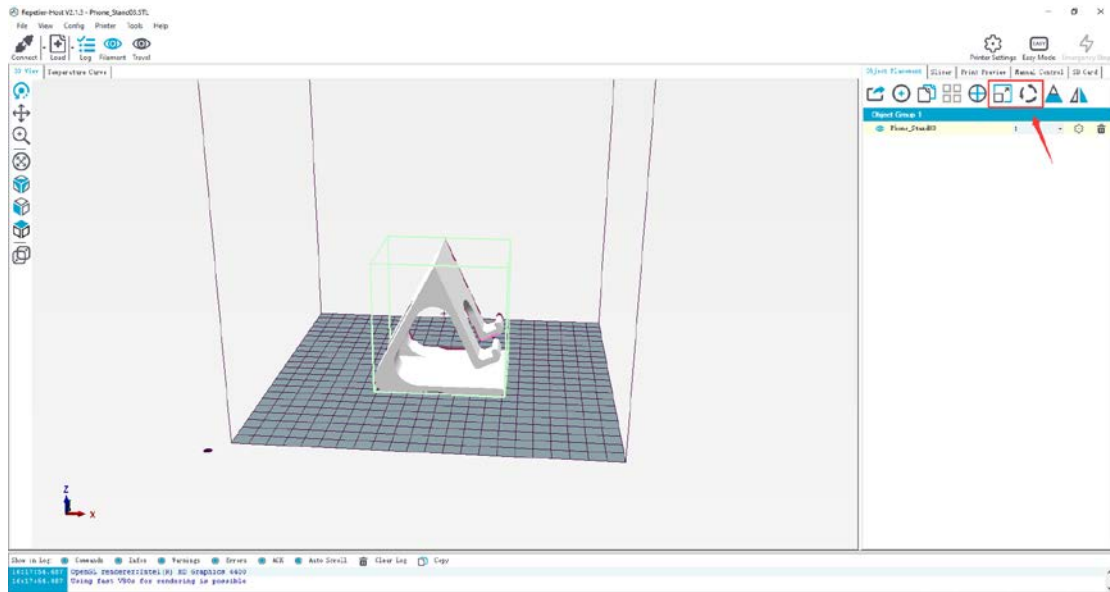 Repetier-Host V2.1.3 - Phone_Stand03.STL
File View Config Printer Tools Help
Connect Load Log Filament Travel
Printer Settings Easy Mode Emergency Stop
3D View Temperature Curve
Object Placement Slicer Print Preview Manual Control SD Card
EASY
Object Group 1
Phone_Stand03 1
Z
X
Show in Log: Commands Infos Warnings Errors ACK Auto Scroll Clear Log Copy
OpenGL renderer:Intel(R) HD Graphics 4400
Using fast VBOs for rendering is possible